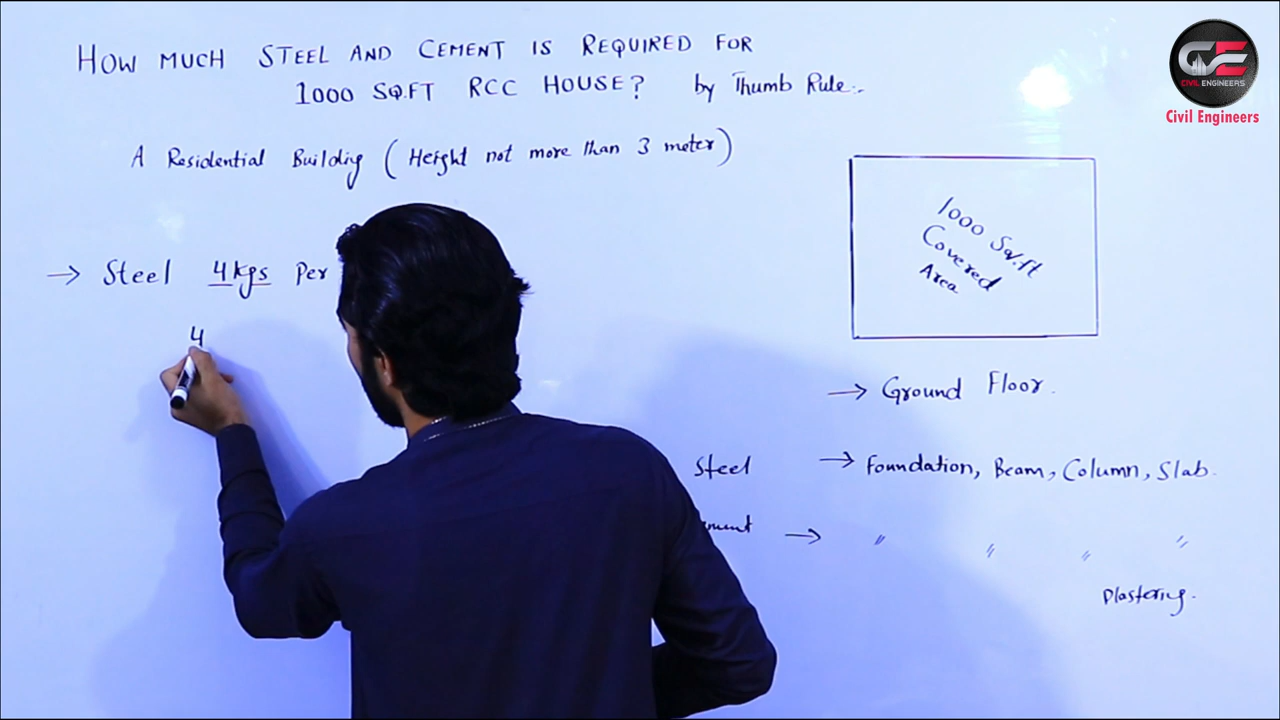 HOW MUCH STEEL AND CEMENT IS REQUIRED FOR
1000 SQ.FT RCC HOUSE? by Thumb Rule:-
A Residential Building (Height not more than 3 meter)
→ Steel 4kgs Per
4
1000 Sq.ft
Covered
Area
→ Ground Floor.
Steel → Foundation, Beam, Column, Slab.
ment → " " " "
Plastering.
CE
CIVIL ENGINEERS
Civil Engineers